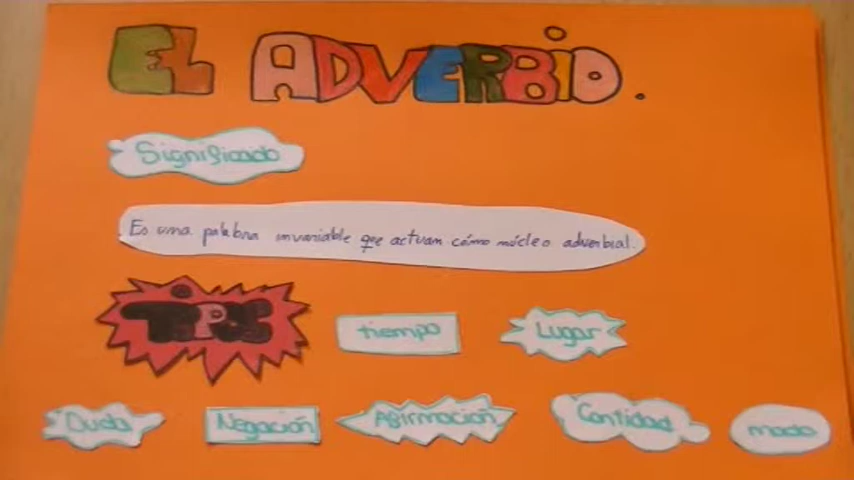 EL ADVERBIO.
Significado
Es una palabra invariable que actuam cómo núcleo adverbial.
TIPOS
tiempo
Lugar
Duda
Negación
Afirmación
Cantidad
modo